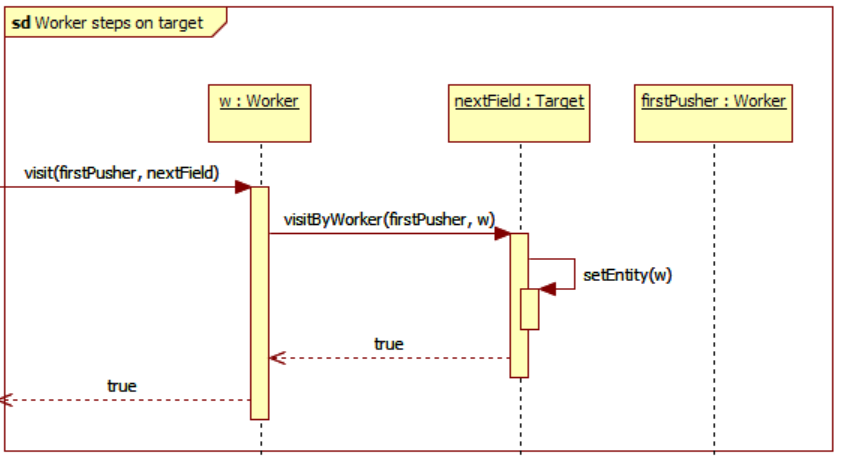 sd Worker steps on target
w : Worker
nextField : Target
firstPusher : Worker
visit(firstPusher, nextField)
visitByWorker(firstPusher, w)
setEntity(w)
true
true